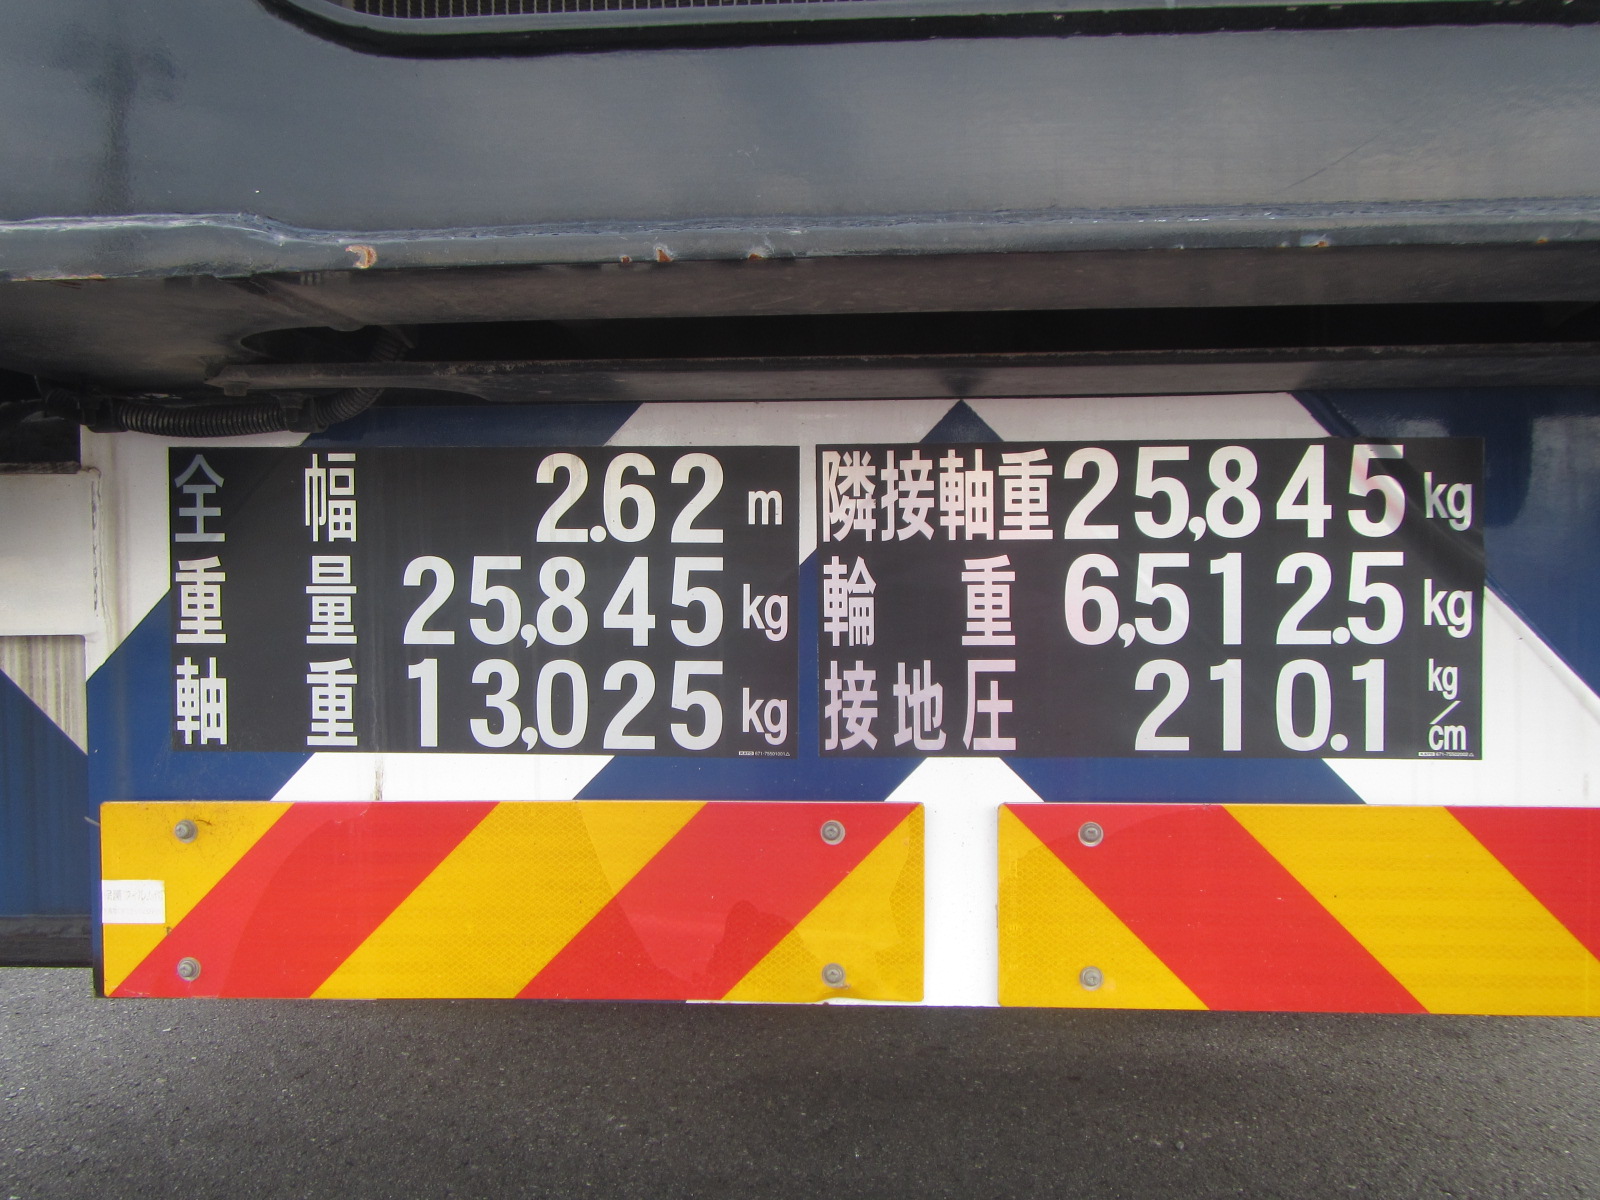 全幅 2.62 m
重量 25,845 kg
軸重 13,025 kg
隣接軸重 25,845 kg
輪重 6,512.5 kg
接地圧 210.1 kg/cm